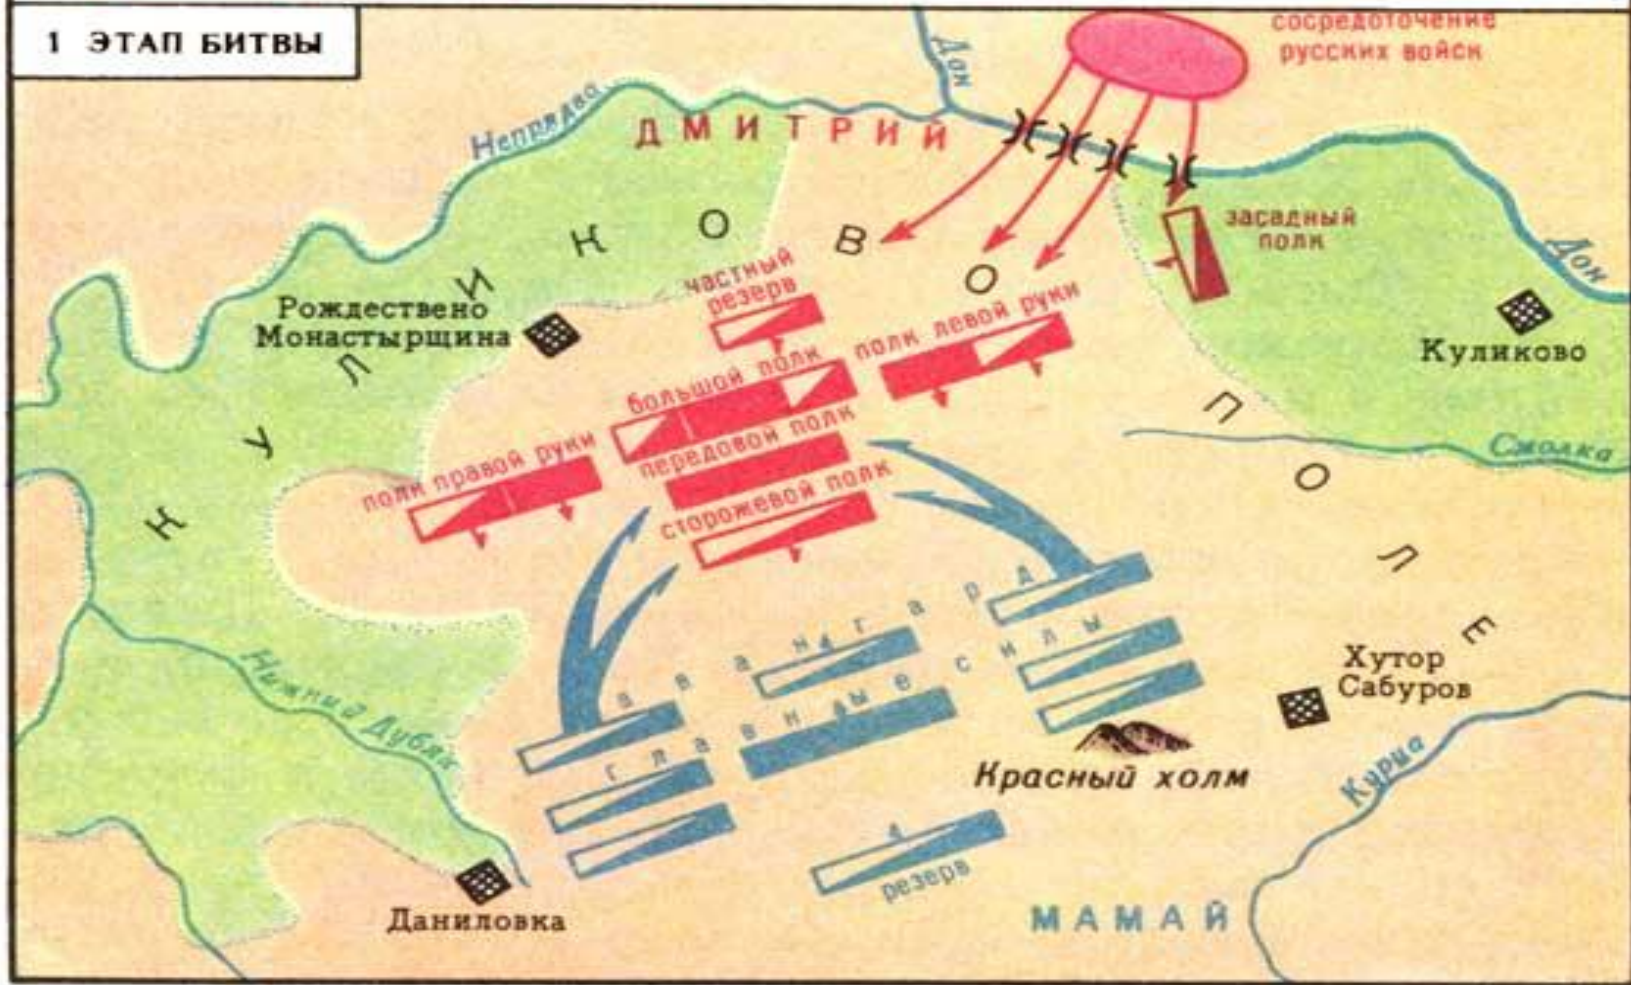 1 ЭТАП БИТВЫ
сосредоточение
русских войск
Дон
Непрядва
ДМИТРИЙ
засадный
полк
Дон
КУЛИКОВО ПОЛЕ
Рождествено
Монастырщина
частный
резерв
полк левой руки
большой полк
Куликово
передовой полк
полк правой руки
сторожевой полк
Смолка
авангард
главные силы
Хутор
Сабуров
Нижний Дубяк
Красный холм
Курца
резерв
Даниловка
МАМАЙ